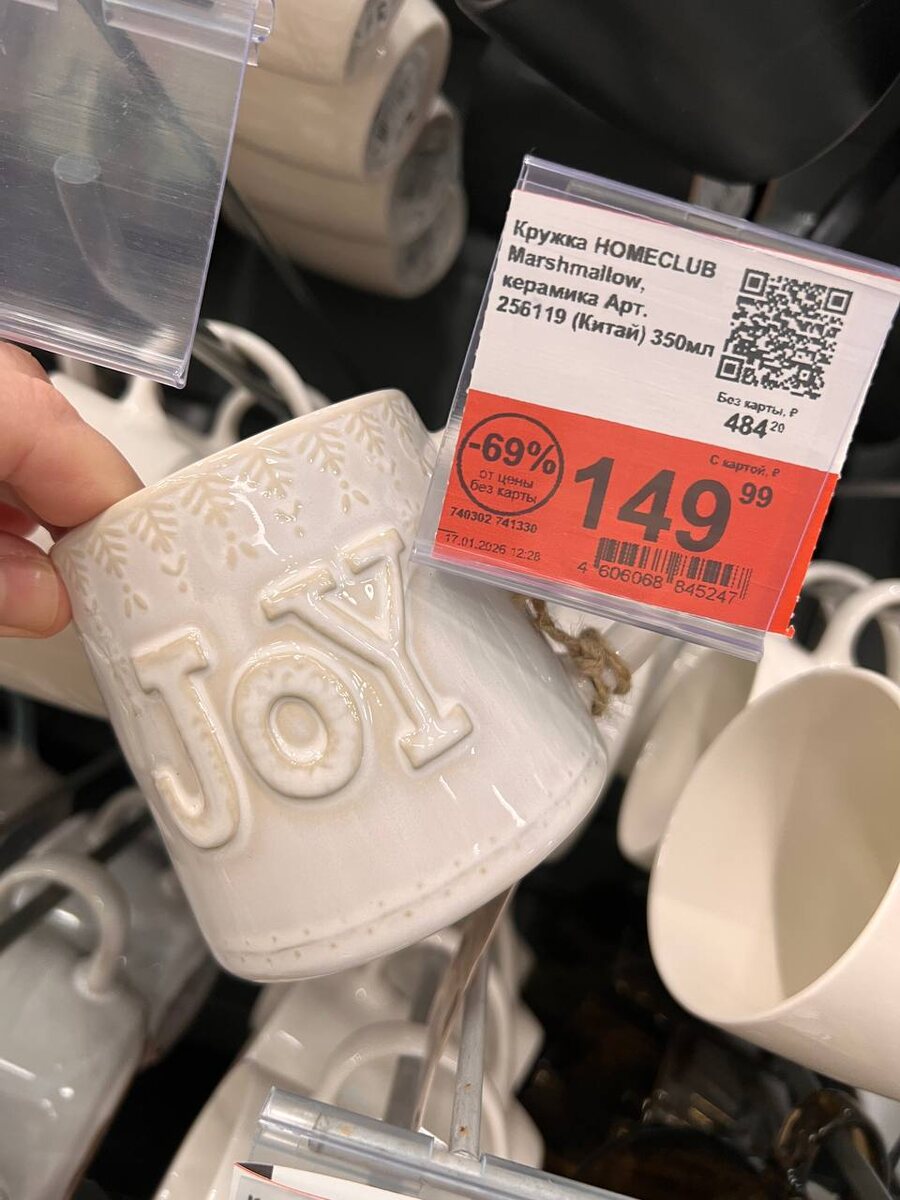 Кружка HOMECLUB
Marshmallow,
керамика Арт.
256119 (Китай) 350мл
Без карты, ₽
484 20
С картой, ₽
-69%
от цены
без карты
149 99
740302 741330
17.01.2026 12:28
4 606068 845247
JOY